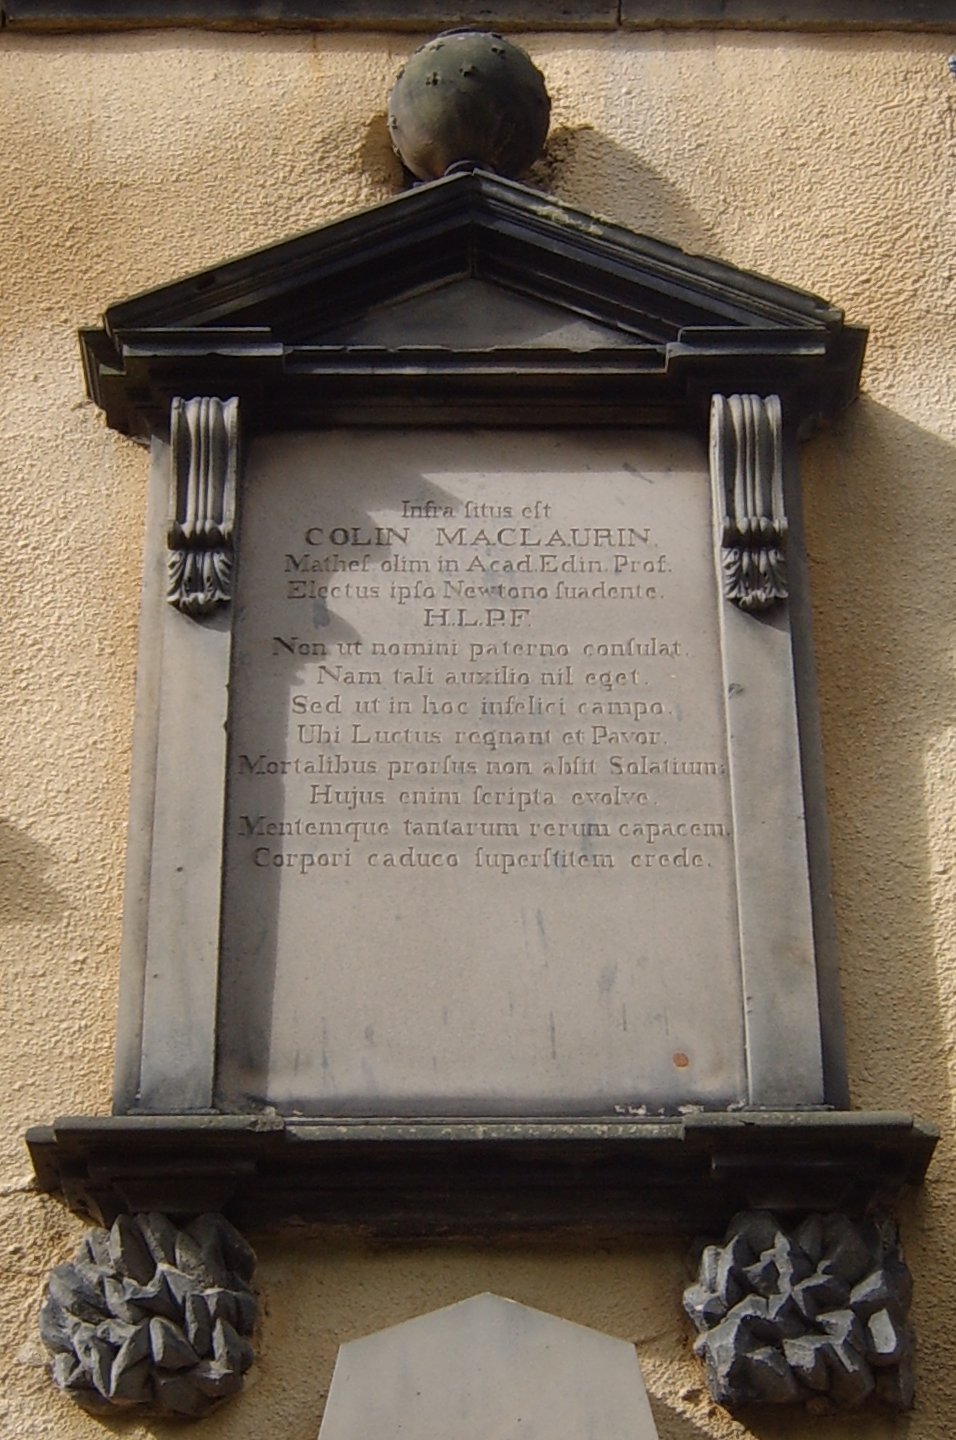 Infra ſitus eſt
COLIN MACLAURIN
Matheſ. olim in Acad. Edin. Prof.
Electus ipſo Newtono ſuadente.
H.L.P.F.
Non ut nomini paterno conſulat,
Nam tali auxilio nil eget;
Sed ut in hoc infelici campo,
Ubi Luctus regnant et Pavor,
Mortalibus prorſus non abſit Solatium:
Hujus enim ſcripta evolve,
Mentemque tantarum rerum capacem
Corpori caduco ſuperſtitem crede.